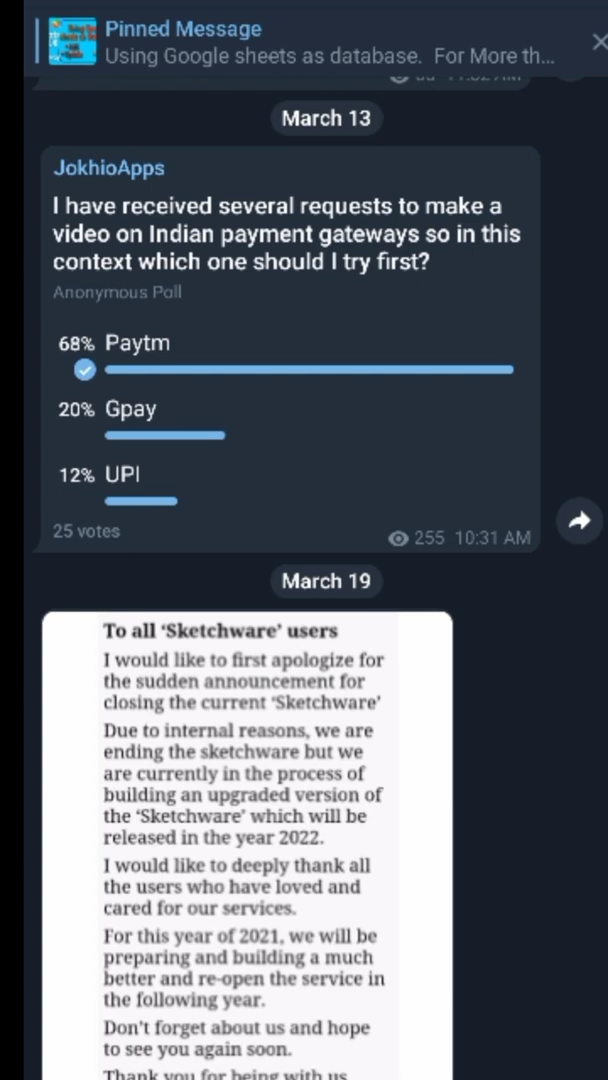 Pinned Message
Using Google sheets as database. For More th...
March 13
JokhioApps
I have received several requests to make a
video on Indian payment gateways so in this
context which one should I try first?
Anonymous Poll
68% Paytm
20% Gpay
12% UPI
25 votes
255 10:31 AM
March 19
To all ‘Sketchware’ users
I would like to first apologize for
the sudden announcement for
closing the current ‘Sketchware’
Due to internal reasons, we are
ending the sketchware but we
are currently in the process of
building an upgraded version of
the ‘Sketchware’ which will be
released in the year 2022.
I would like to deeply thank all
the users who have loved and
cared for our services.
For this year of 2021, we will be
preparing and building a much
better and re-open the service in
the following year.
Don’t forget about us and hope
to see you again soon.
Thank you for being with us